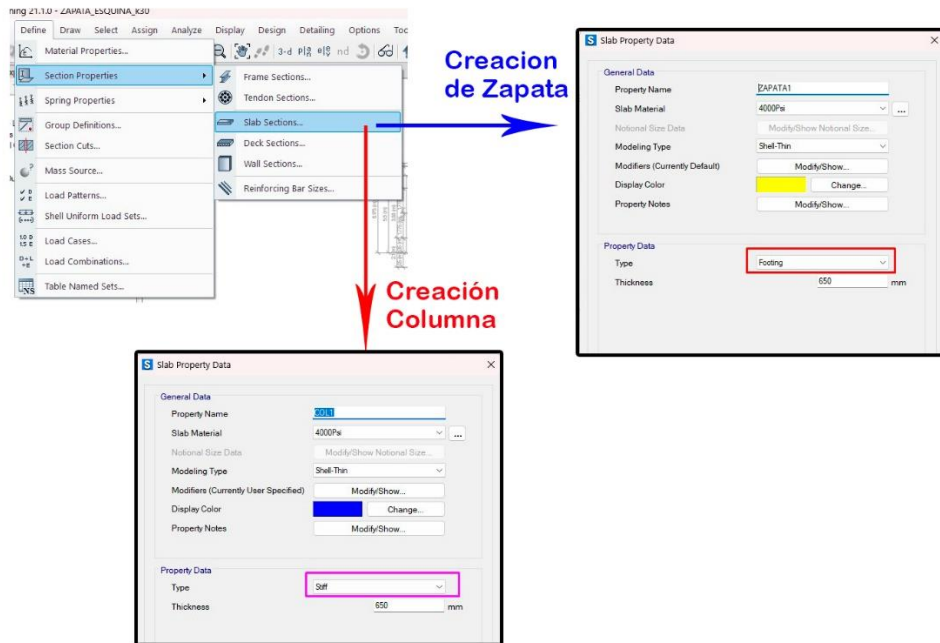 ning 21.1.0 - ZAPATA_ESQUINA_k30
Define Draw Select Assign Analyze Display Design Detailing Options Toc
Material Properties...
3-d nd
Section Properties
Frame Sections...
Spring Properties
Tendon Sections...
Group Definitions...
Slab Sections...
Section Cuts...
Deck Sections...
Mass Source...
Wall Sections...
Load Patterns...
Reinforcing Bar Sizes...
Shell Uniform Load Sets...
Load Cases...
Load Combinations...
Table Named Sets...
Creacion
de Zapata
Slab Property Data
General Data
Property Name ZAPATA1
Slab Material 4000Psi ...
Notional Size Data Modify/Show Notional Size...
Modeling Type Shell-Thin
Modifiers (Currently Default) Modify/Show...
Display Color Change...
Property Notes Modify/Show...
Property Data
Type Footing
Thickness 650 mm
Creación
Columna
Slab Property Data
General Data
Property Name COL1
Slab Material 4000Psi ...
Notional Size Data Modify/Show Notional Size...
Modeling Type Shell-Thin
Modifiers (Currently User Specified) Modify/Show...
Display Color Change...
Property Notes Modify/Show...
Property Data
Type Stiff
Thickness 650 mm